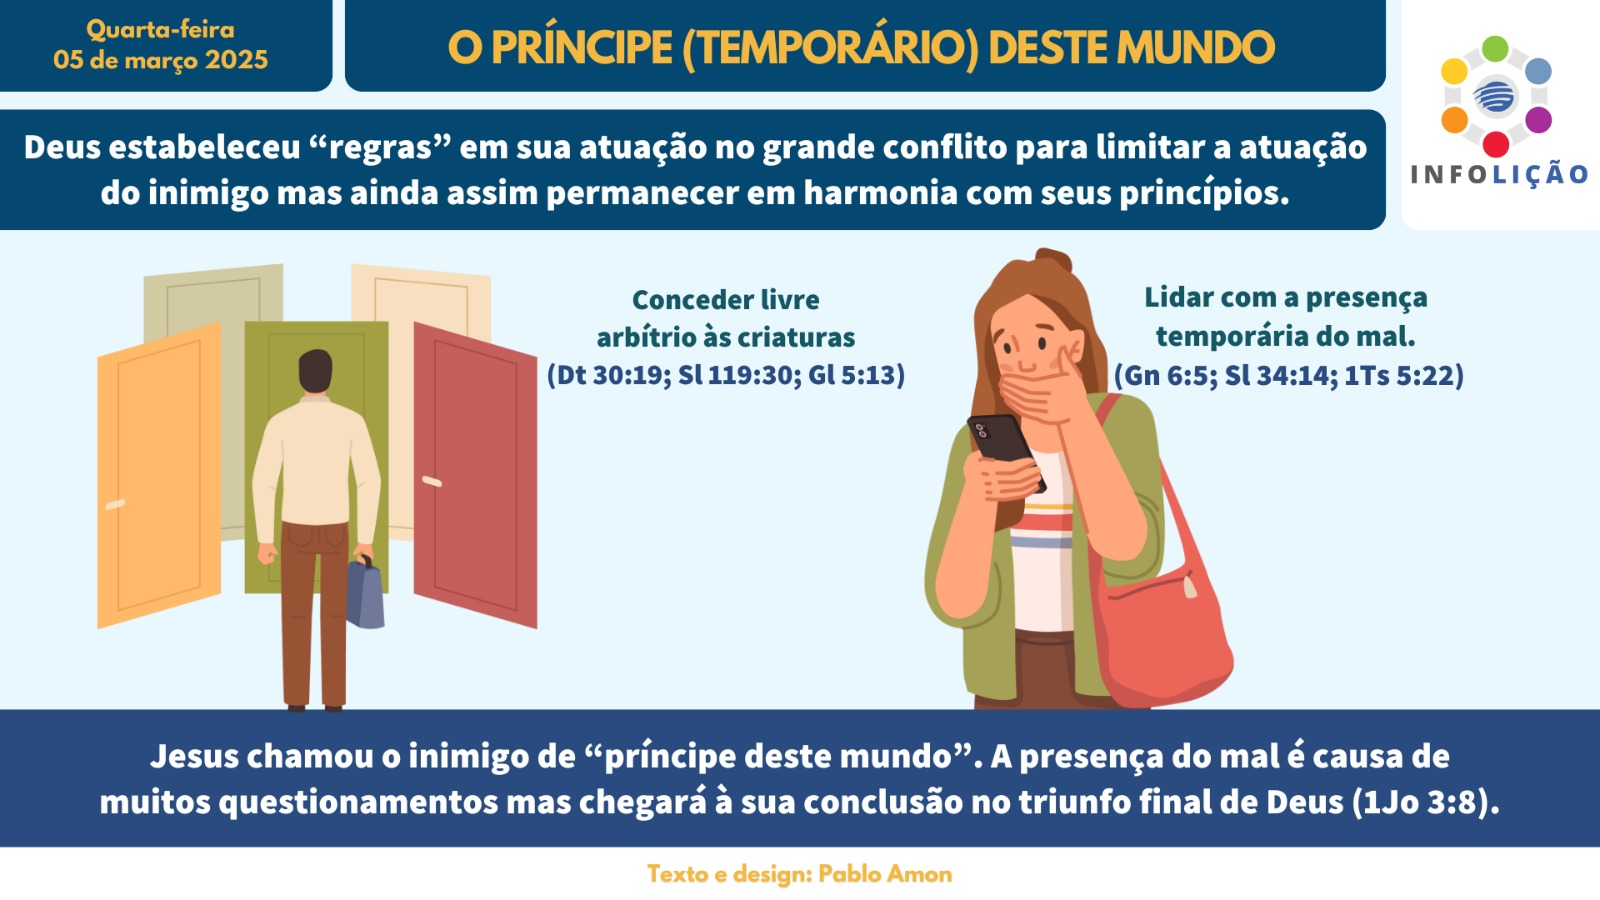 Quarta-feira
05 de março 2025
O PRÍNCIPE (TEMPORÁRIO) DESTE MUNDO
INFOLIÇÃO
Deus estabeleceu “regras” em sua atuação no grande conflito para limitar a atuação
do inimigo mas ainda assim permanecer em harmonia com seus princípios.
Conceder livre
arbítrio às criaturas
(Dt 30:19; Sl 119:30; Gl 5:13)
Lidar com a presença
temporária do mal.
(Gn 6:5; Sl 34:14; 1Ts 5:22)
Jesus chamou o inimigo de “príncipe deste mundo”. A presença do mal é causa de
muitos questionamentos mas chegará à sua conclusão no triunfo final de Deus (1Jo 3:8).
Texto e design: Pablo Amon